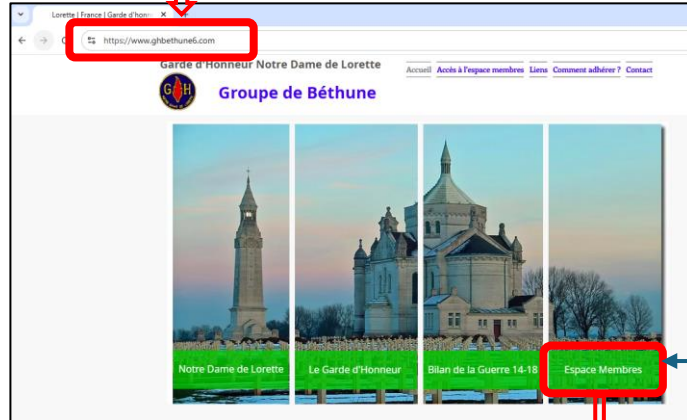 Lorette | France | Garde d'honn
https://www.ghbethune6.com
Garde d'Honneur Notre Dame de Lorette
Accueil Accès à l'espace membres Liens Comment adhérer ? Contact
G H
Groupe de Béthune
Notre Dame de Lorette
Le Garde d'Honneur
Bilan de la Guerre 14-18
Espace Membres